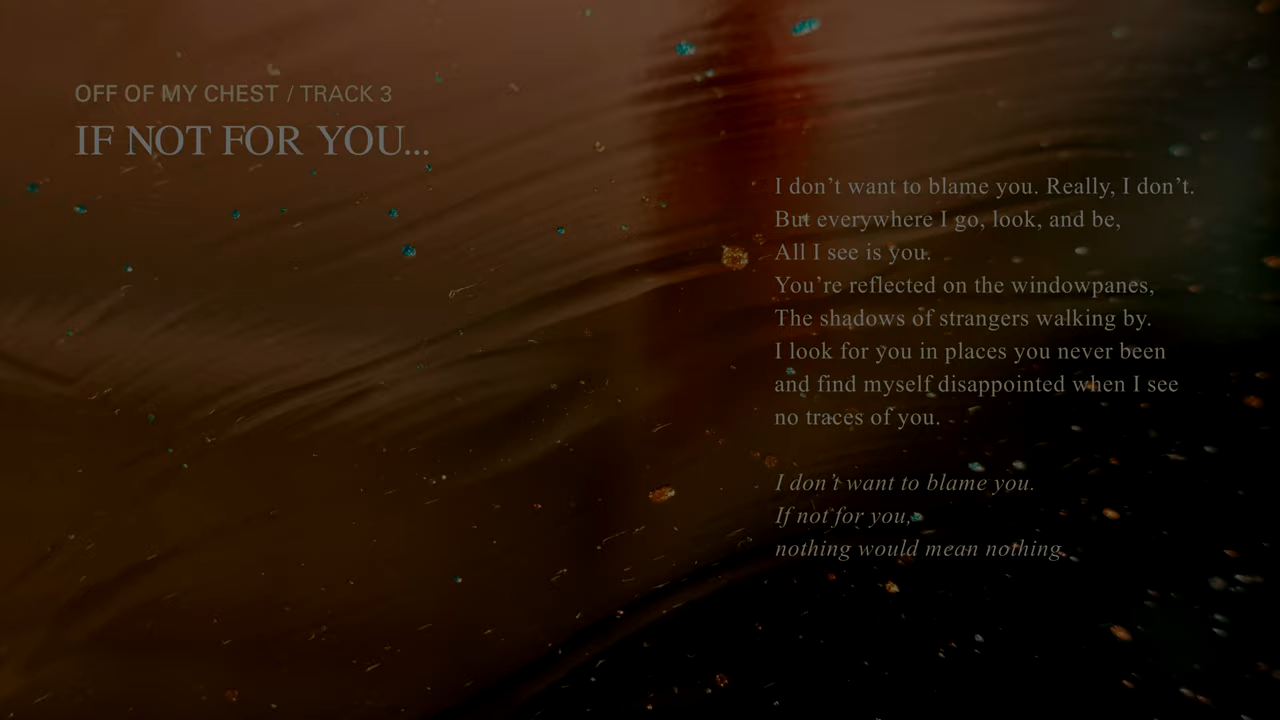 OFF OF MY CHEST / TRACK 3
IF NOT FOR YOU...
I don’t want to blame you. Really, I don’t.
But everywhere I go, look, and be,
All I see is you.
You’re reflected on the windowpanes,
The shadows of strangers walking by.
I look for you in places you never been
and find myself disappointed when I see
no traces of you.
I don’t want to blame you.
If not for you,
nothing would mean nothing.